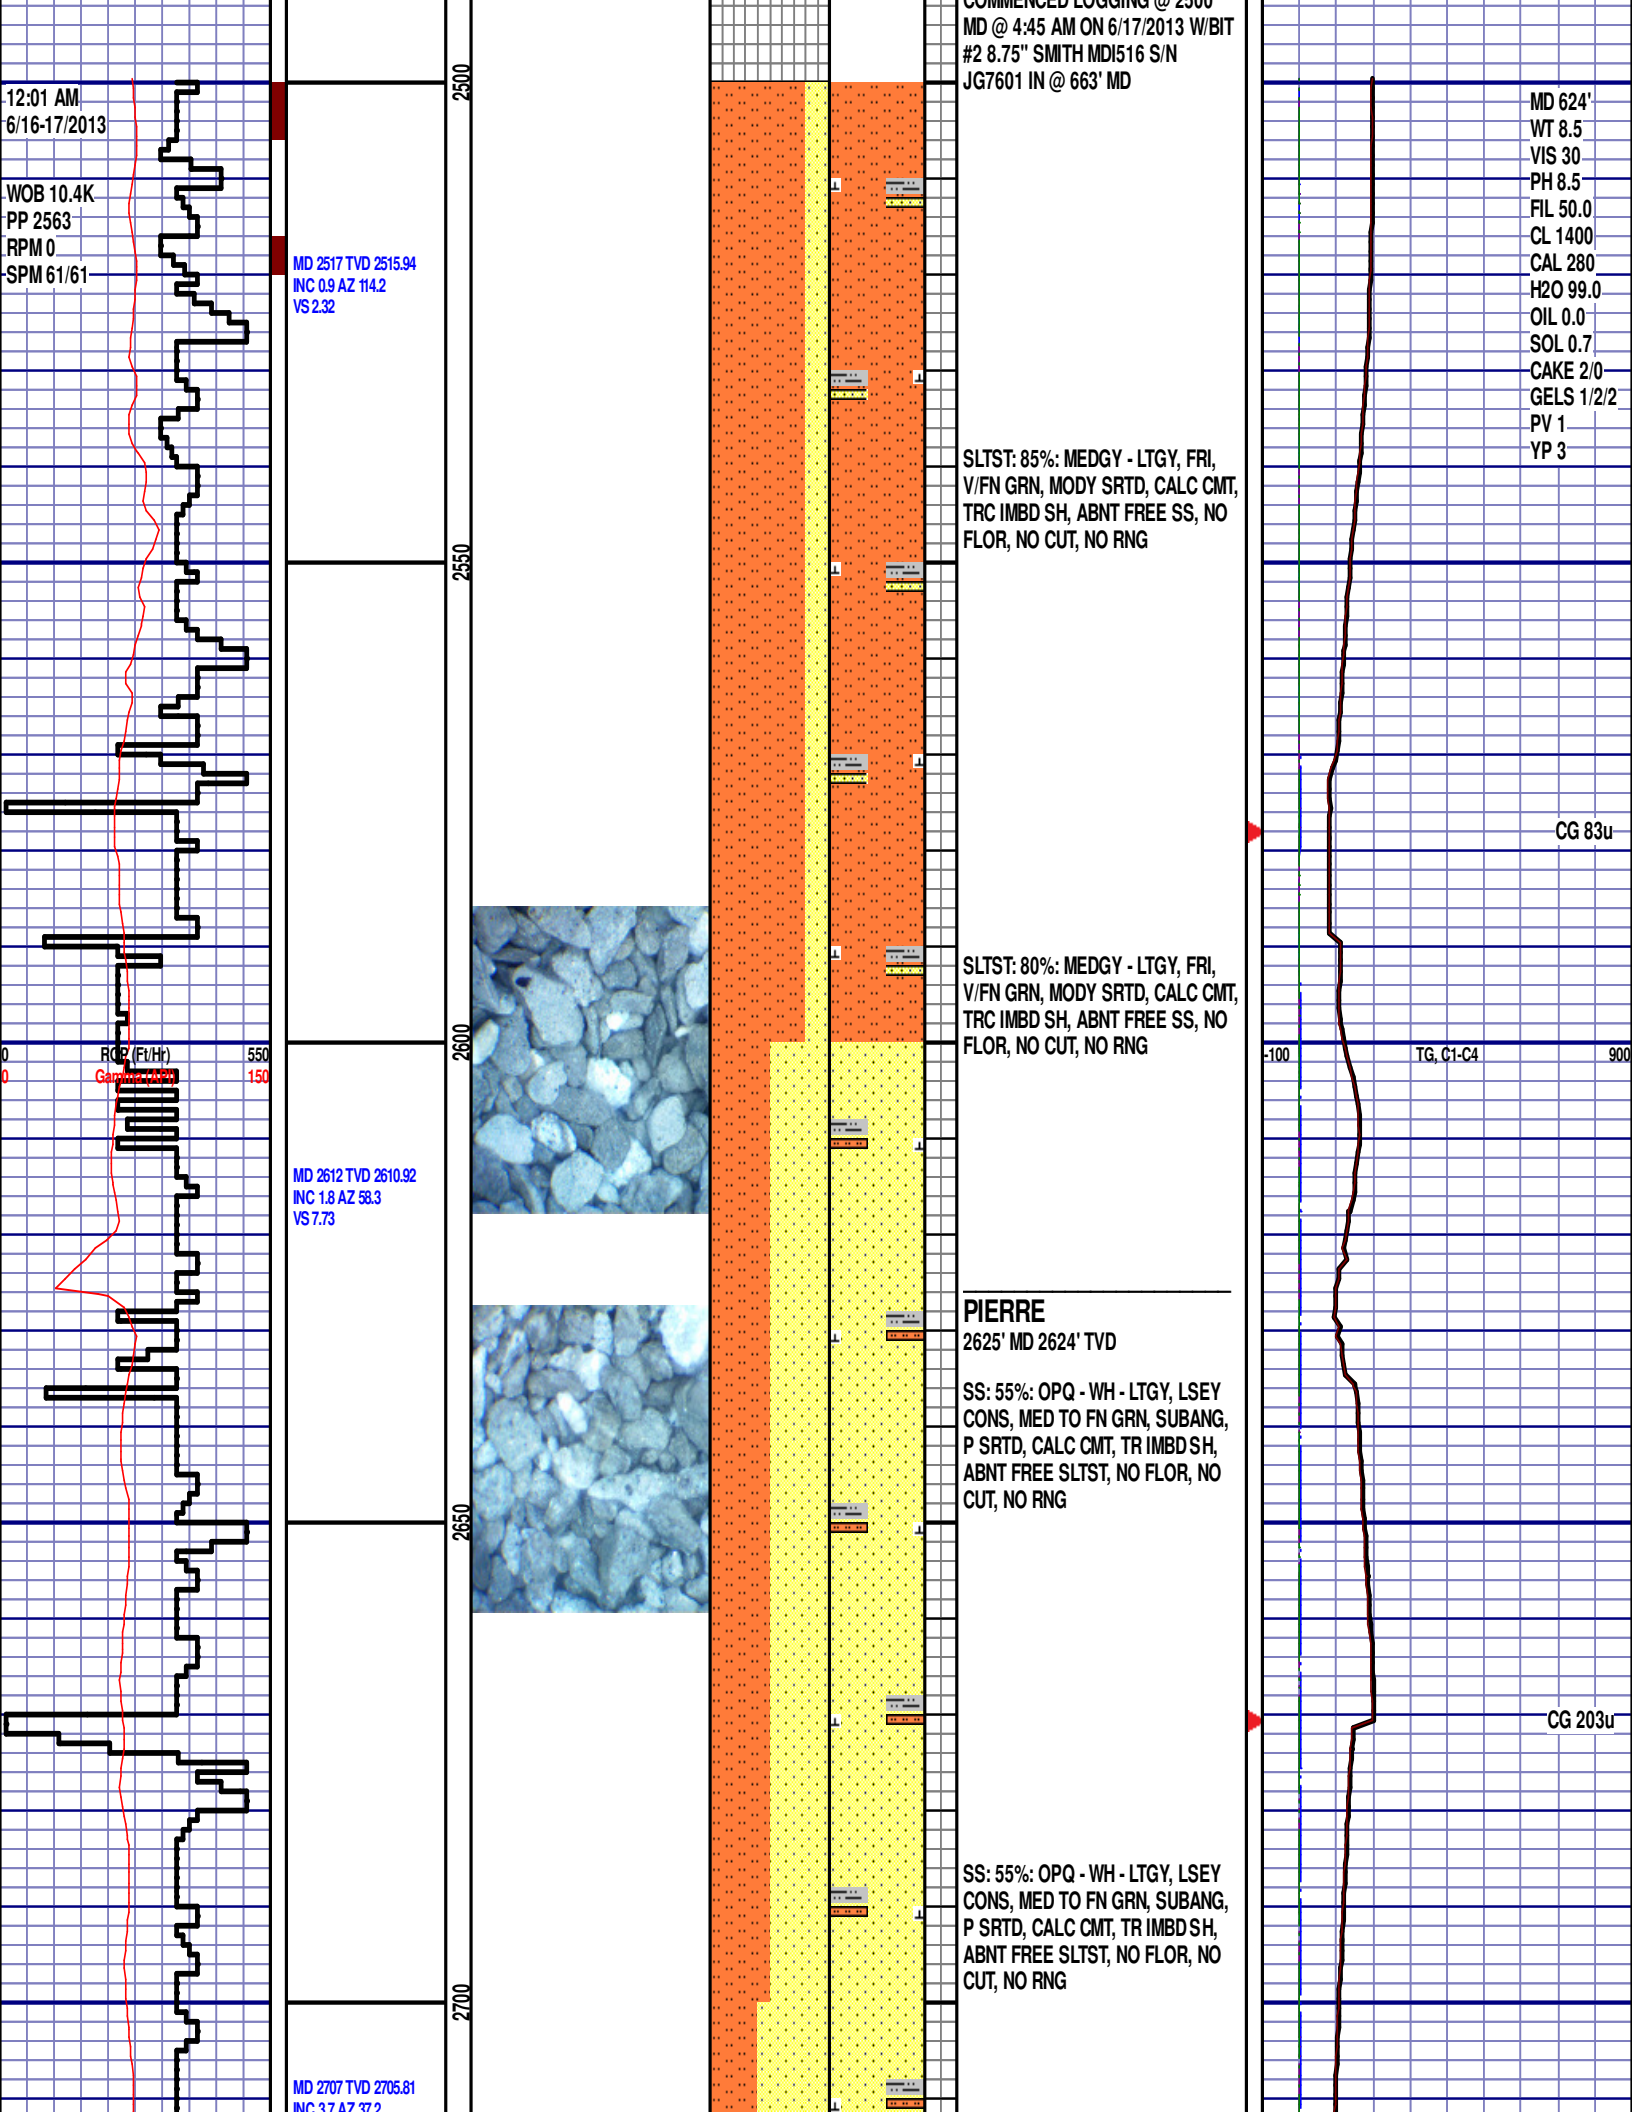 COMMENCED LOGGING @ 2500'
MD @ 4:45 AM ON 6/17/2013 W/BIT
#2 8.75" SMITH MDI516 S/N
JG7601 IN @ 663' MD
12:01 AM
6/16-17/2013
WOB 10.4K
PP 2563
RPM 0
SPM 61/61
2500
MD 2517 TVD 2515.94
INC 0.9 AZ 114.2
VS 2.32
MD 624'
WT 8.5
VIS 30
PH 8.5
FIL 50.0
CL 1400
CAL 280
H2O 99.0
OIL 0.0
SOL 0.7
CAKE 2/0
GELS 1/2/2
PV 1
YP 3
SLTST: 85%: MEDGY - LTGY, FRI,
V/FN GRN, MODY SRTD, CALC CMT,
TRC IMBD SH, ABNT FREE SS, NO
FLOR, NO CUT, NO RNG
2550
CG 83u
SLTST: 80%: MEDGY - LTGY, FRI,
V/FN GRN, MODY SRTD, CALC CMT,
TRC IMBD SH, ABNT FREE SS, NO
FLOR, NO CUT, NO RNG
2600
0 ROP (Ft/Hr) 550
0 Gamma (API) 150
-100 TG, C1-C4 900
MD 2612 TVD 2610.92
INC 1.8 AZ 58.3
VS 7.73
PIERRE
2625' MD 2624' TVD
SS: 55%: OPQ - WH - LTGY, LSEY
CONS, MED TO FN GRN, SUBANG,
P SRTD, CALC CMT, TR IMBD SH,
ABNT FREE SLTST, NO FLOR, NO
CUT, NO RNG
2650
CG 203u
SS: 55%: OPQ - WH - LTGY, LSEY
CONS, MED TO FN GRN, SUBANG,
P SRTD, CALC CMT, TR IMBD SH,
ABNT FREE SLTST, NO FLOR, NO
CUT, NO RNG
2700
MD 2707 TVD 2705.81
INC 3.7 AZ 37.2